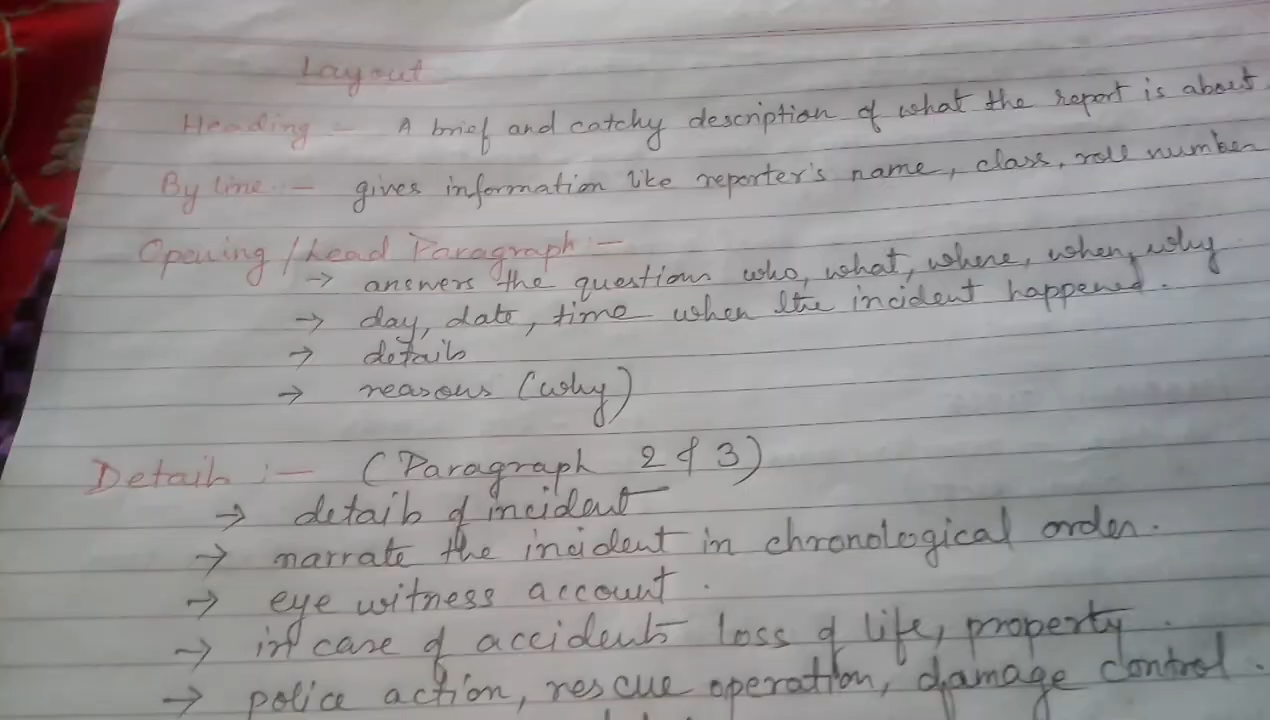 Layout
Heading - A brief and catchy description of what the report is about
By line :- gives information like reporter's name, class, roll number
Opening / Lead Paragraph :-
→ answers the question who, what, where, when, why
→ day, date, time when the incident happened.
→ details
→ reasons (why)
Details :- (Paragraph 2 & 3)
→ details of incident
→ narrate the incident in chronological order.
→ eye witness account.
→ in case of accidents loss of life, property.
→ police action, rescue operation, damage control.